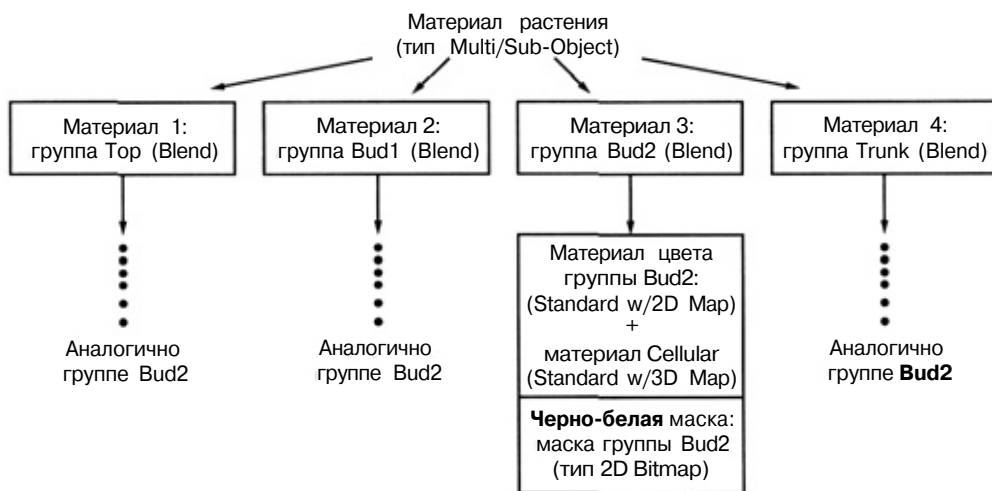 Материал растения
(тип Multi/Sub-Object)
Материал 1:
группа Top (Blend)
Материал 2:
группа Bud1 (Blend)
Материал 3:
группа Bud2 (Blend)
Материал 4:
группа Trunk (Blend)
Аналогично
группе Bud2
Аналогично
группе Bud2
Материал цвета
группы Bud2:
(Standard w/2D Map)
+
материал Cellular
(Standard w/3D Map)
Черно-белая маска:
маска группы Bud2
(тип 2D Bitmap)
Аналогично
группе Bud2